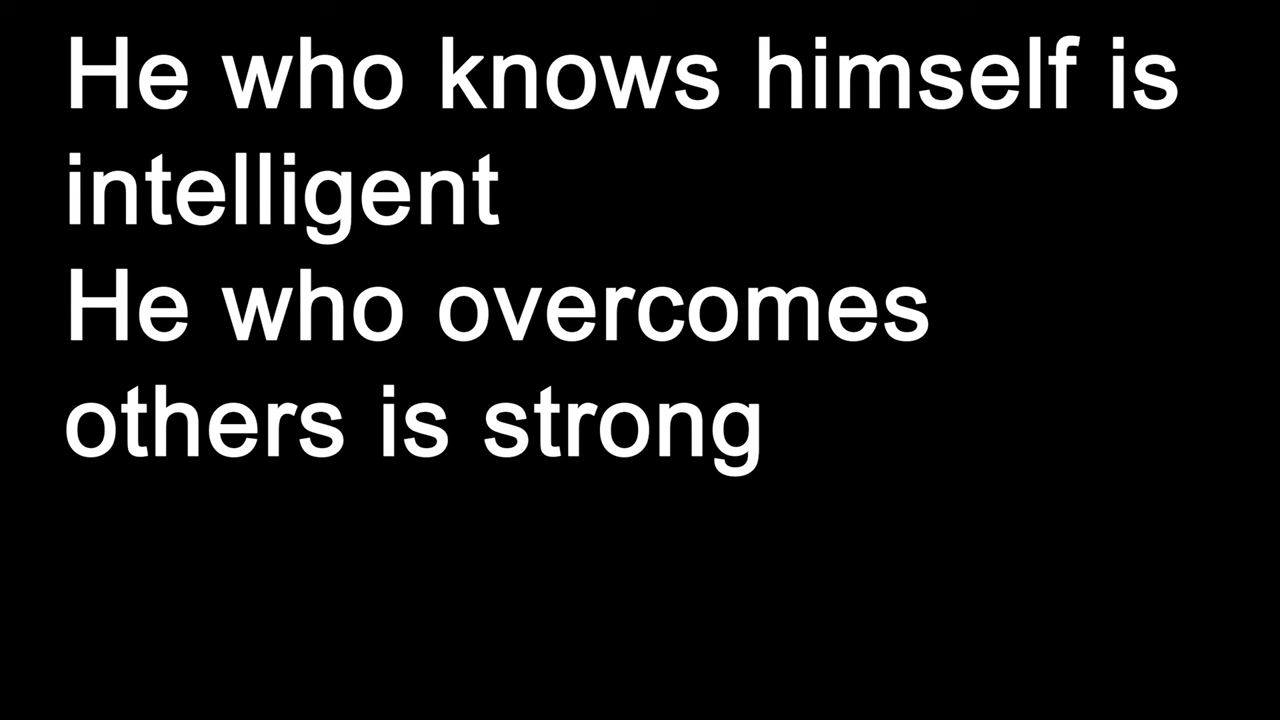 He who knows himself is
intelligent
He who overcomes
others is strong